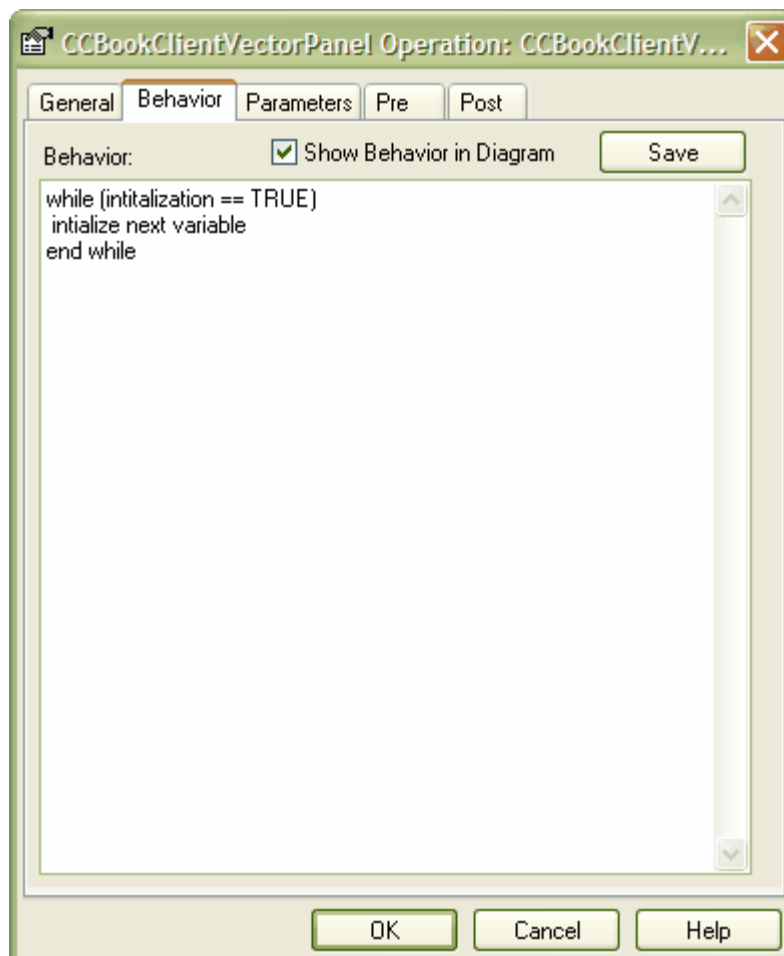 CCBookClientVectorPanel Operation: CCBookClientV...
General Behavior Parameters Pre Post
Behavior: Show Behavior in Diagram Save
while (intitalization == TRUE)
intialize next variable
end while
OK Cancel Help